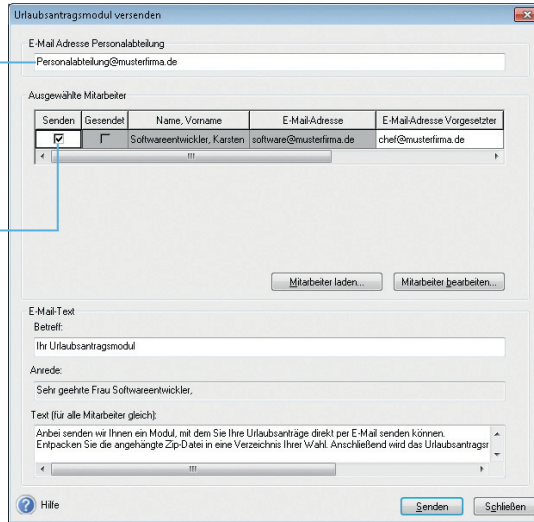 Urlaubsantragsmodul versenden
E-Mail Adresse Personalabteilung
Personalabteilung@musterfirma.de
Ausgewählte Mitarbeiter
Senden Gesendet Name, Vorname E-Mail-Adresse E-Mail-Adresse Vorgesetzter
Softwareentwickler, Karsten software@musterfirma.de chef@musterfirma.de
Mitarbeiter laden... Mitarbeiter bearbeiten...
E-Mail-Text
Betreff:
Ihr Urlaubsantragsmodul
Anrede:
Sehr geehrte Frau Softwareentwickler,
Text (für alle Mitarbeiter gleich):
Anbei senden wir Ihnen ein Modul, mit dem Sie Ihre Urlaubsanträge direkt per E-Mail senden können.
Entpacken Sie die angehängte Zip-Datei in eine Verzeichnis Ihrer Wahl. Anschließend wird das Urlaubsantragsr
Hilfe Senden Schließen